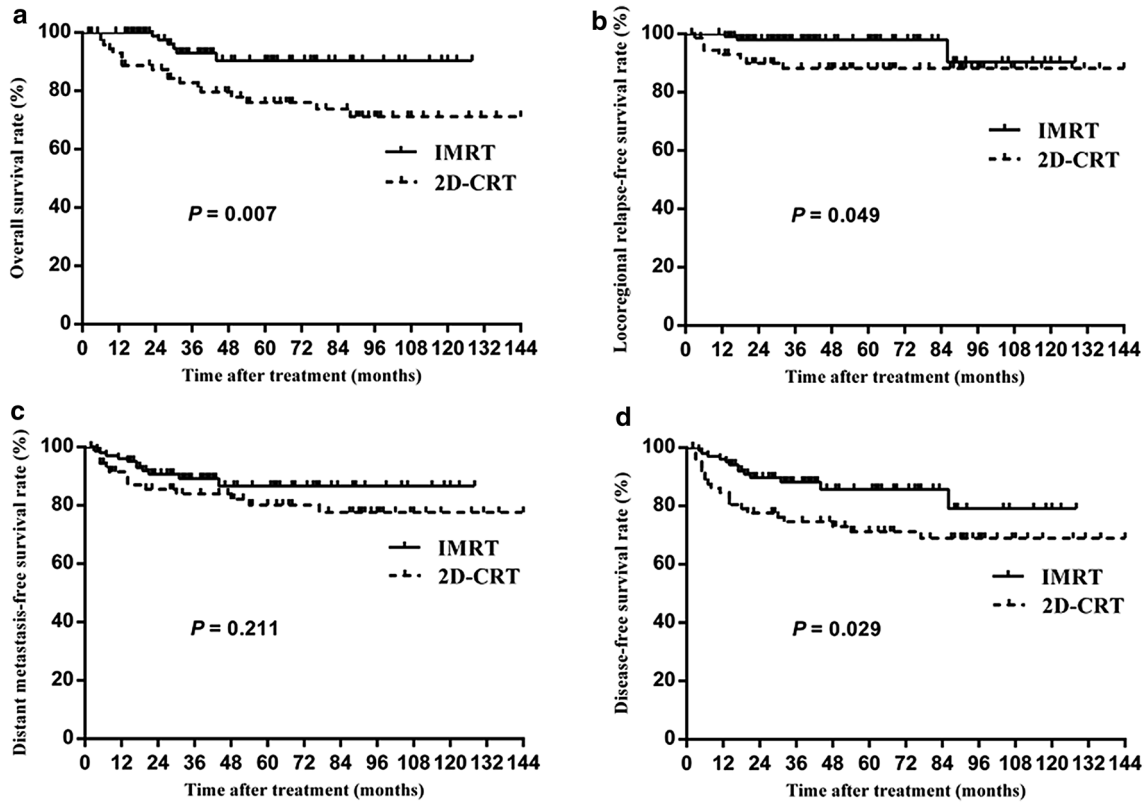 a
Overall survival rate (%)
100
80
60
40
20
0
IMRT
2D-CRT
P = 0.007
0 12 24 36 48 60 72 84 96 108 120 132 144
Time after treatment (months)
b
Locoregional relapse-free survival rate (%)
100
80
60
40
20
0
IMRT
2D-CRT
P = 0.049
0 12 24 36 48 60 72 84 96 108 120 132 144
Time after treatment (months)
c
Distant metastasis-free survival rate (%)
100
80
60
40
20
0
IMRT
2D-CRT
P = 0.211
0 12 24 36 48 60 72 84 96 108 120 132 144
Time after treatment (months)
d
Disease-free survival rate (%)
100
80
60
40
20
0
IMRT
2D-CRT
P = 0.029
0 12 24 36 48 60 72 84 96 108 120 132 144
Time after treatment (months)